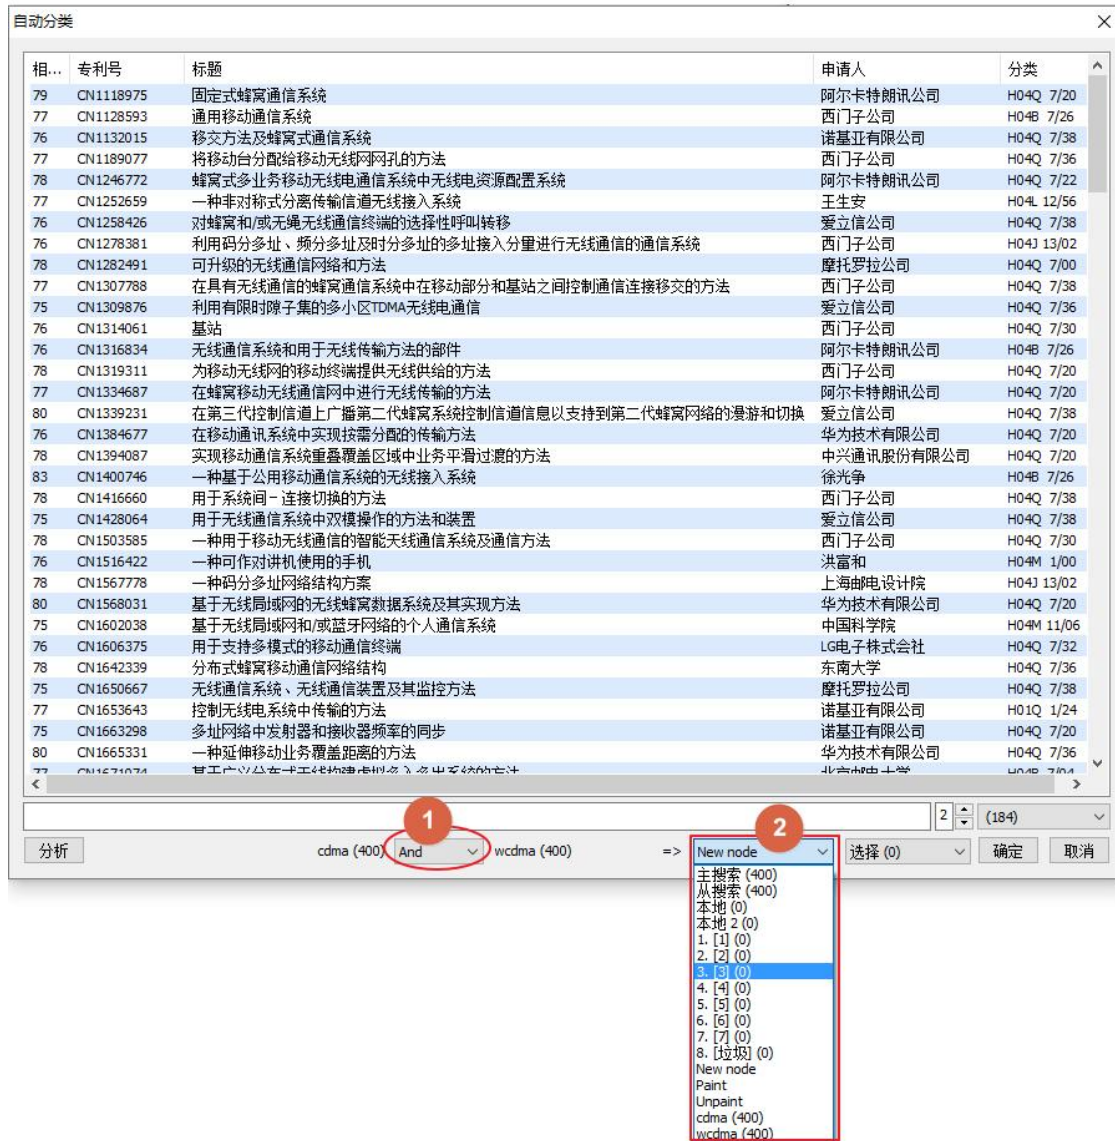 自动分类
相... 专利号 标题 申请人 分类
79 CN1118975 固定式蜂窝通信系统 阿尔卡特朗讯公司 H04Q 7/20
77 CN1128593 通用移动通信系统 西门子公司 H04B 7/26
76 CN1132015 移交方法及蜂窝式通信系统 诺基亚有限公司 H04Q 7/38
77 CN1189077 将移动台分配给移动无线网网孔的方法 西门子公司 H04Q 7/36
78 CN1246772 蜂窝式多业务移动无线电通信系统中无线电资源配置系统 阿尔卡特朗讯公司 H04Q 7/22
77 CN1252659 一种非对称式分离传输信道无线接入系统 王生安 H04L 12/56
76 CN1258426 对蜂窝和/或无绳无线通信终端的选择性呼叫转移 爱立信公司 H04Q 7/38
76 CN1278381 利用码分多址、频分多址及时分多址的多址接入分量进行无线通信的通信系统 西门子公司 H04J 13/02
78 CN1282491 可升级的无线通信网络和方法 摩托罗拉公司 H04Q 7/00
77 CN1307788 在具有无线通信的蜂窝通信系统中在移动部分和基站之间控制通信连接移交的方法 西门子公司 H04Q 7/38
75 CN1309876 利用有限时隙子集的多小区TDMA无线电通信 爱立信公司 H04Q 7/36
76 CN1314061 基站 西门子公司 H04Q 7/30
76 CN1316834 无线通信系统和用于无线传输方法的部件 阿尔卡特朗讯公司 H04B 7/26
78 CN1319311 为移动无线网的移动终端提供无线供给的方法 西门子公司 H04Q 7/20
77 CN1334687 在蜂窝移动无线通信网中进行无线传输的方法 阿尔卡特朗讯公司 H04Q 7/20
80 CN1339231 在第三代控制信道上广播第二代蜂窝系统控制信道信息以支持到第二代蜂窝网络的漫游和切换 爱立信公司 H04Q 7/38
76 CN1384677 在移动通讯系统中实现按需分配的传输方法 华为技术有限公司 H04Q 7/20
78 CN1394087 实现移动通信系统重叠覆盖区域中业务平滑过渡的方法 中兴通讯股份有限公司 H04Q 7/20
83 CN1400746 一种基于公用移动通信系统的无线接入系统 徐光争 H04B 7/26
78 CN1416660 用于系统间－连接切换的方法 西门子公司 H04Q 7/38
75 CN1428064 用于无线通信系统中双模操作的方法和装置 爱立信公司 H04Q 7/38
78 CN1503585 一种用于移动无线通信的智能无线通信系统及通信方法 西门子公司 H04Q 7/30
76 CN1516422 一种可作对讲机使用的手机 洪富和 H04M 1/00
78 CN1567778 一种码分多址网络结构方案 上海邮电设计院 H04J 13/02
80 CN1568031 基于无线局域网的无线蜂窝数据系统及其实现方法 华为技术有限公司 H04Q 7/20
75 CN1602038 基于无线局域网和/或蓝牙网络的个人通信系统 中国科学院 H04M 11/06
76 CN1606375 用于支持多模式的移动通信终端 LG电子株式会社 H04Q 7/32
78 CN1642339 分布式蜂窝移动通信网络结构 东南大学 H04Q 7/36
75 CN1650667 无线通信系统、无线通信装置及其监控方法 摩托罗拉公司 H04Q 7/38
77 CN1653643 控制无线电系统中传输的方法 诺基亚有限公司 H01Q 1/24
75 CN1663298 多址网络中发射器和接收器频率的同步 诺基亚有限公司 H04Q 7/20
80 CN1665331 一种延伸移动业务覆盖距离的方法 华为技术有限公司 H04Q 7/36
77 CN1671074 基于广义分布式无线构建虚拟多入多出系统的方法 北京邮电大学 H04B 7/04
1 2 2 (184)
分析 cdma (400) And wcdma (400) => New node 选择 (0) 确定 取消
主搜索 (400)
从搜索 (400)
本地 (0)
本地 2 (0)
1. [1] (0)
2. [2] (0)
3. [3] (0)
4. [4] (0)
5. [5] (0)
6. [6] (0)
7. [7] (0)
8. [垃圾] (0)
New node
Paint
Unpaint
cdma (400)
wcdma (400)